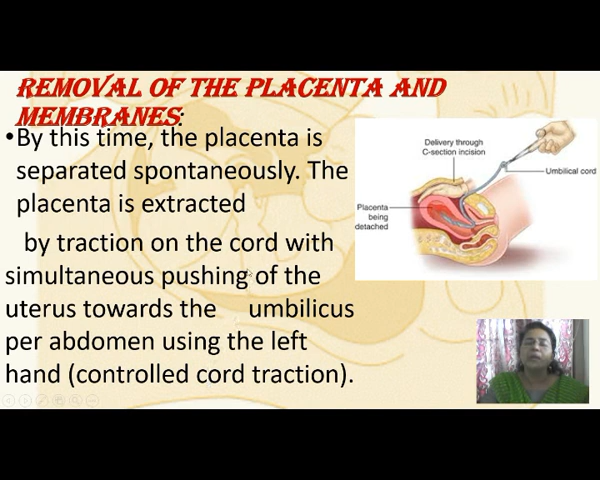 REMOVAL OF THE PLACENTA AND
MEMBRANES:
•By this time, the placenta is
separated spontaneously. The
placenta is extracted
by traction on the cord with
simultaneous pushing of the
uterus towards the umbilicus
per abdomen using the left
hand (controlled cord traction).
Delivery through
C-section incision
Umbilical cord
Placenta
being
detached